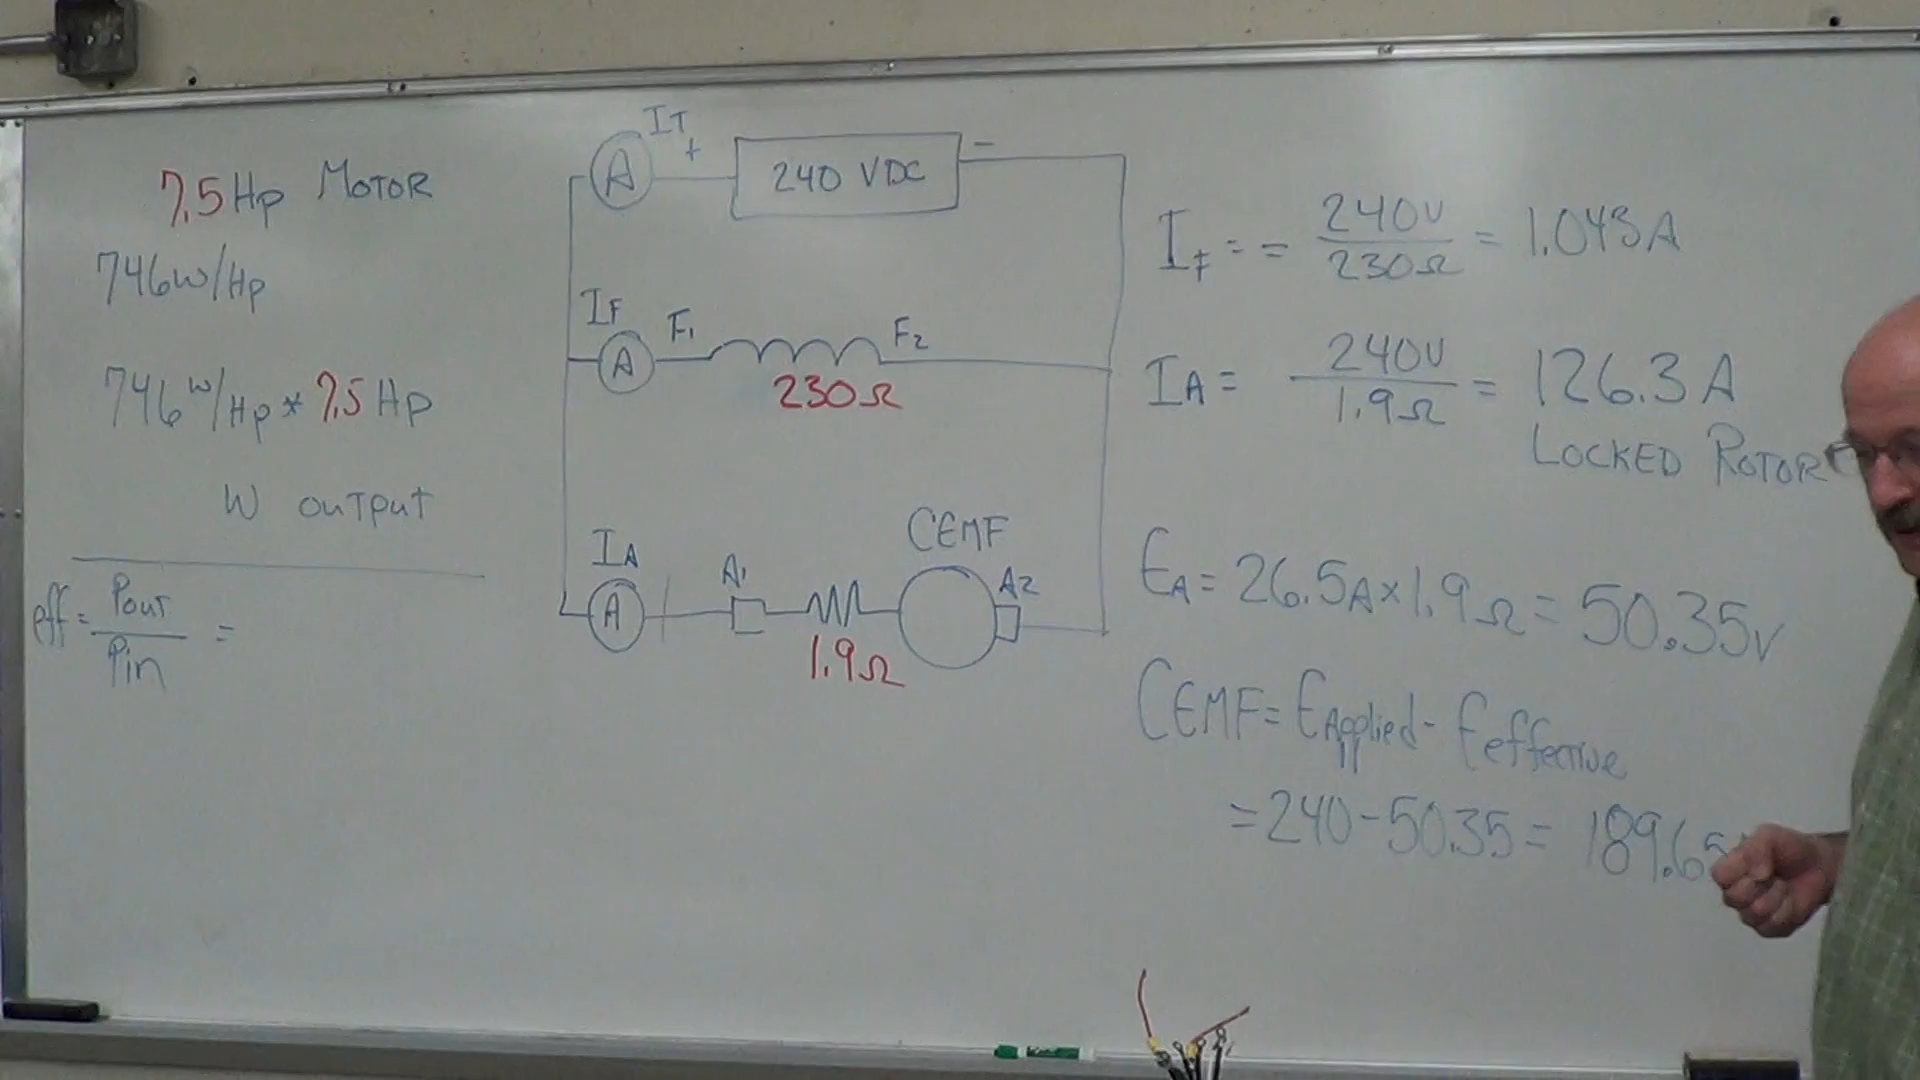 7.5 Hp MOTOR
746w/Hp
746 w/Hp * 7.5 Hp
W OUTPUT
eff = Pout/Pin =
IT
A + 240 VDC -
IF
A F1 F2
230Ω
IA
CEMF
A A1 A2
1.9Ω
IF = = 240V/230Ω = 1.043A
IA = 240V/1.9Ω = 126.3 A
LOCKED ROTOR
EA = 26.5A x 1.9Ω = 50.35V
CEMF = EApplied - Eeffective
= 240 - 50.35 = 189.65